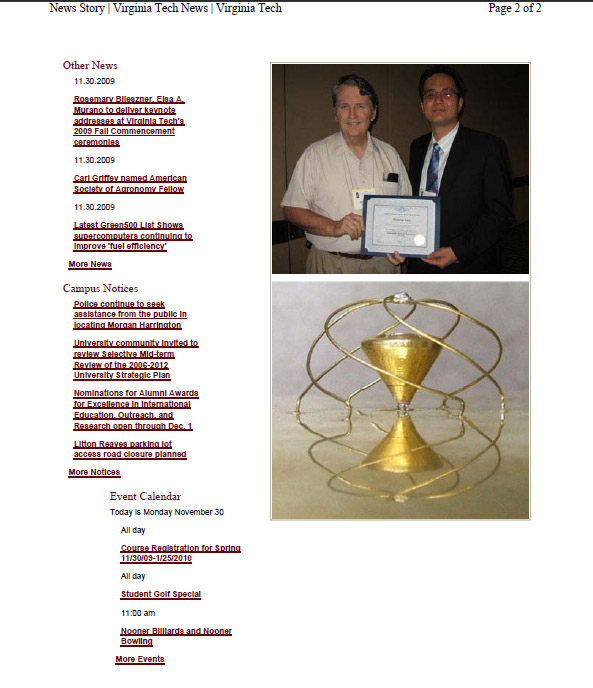 News Story | Virginia Tech News | Virginia Tech
Page 2 of 2
Other News
11.30.2009
Rosemary Blieszner, Elsa A.
Murano to deliver keynote
addresses at Virginia Tech's
2009 Fall Commencement
ceremonies
11.30.2009
Carl Griffey named American
Society of Agronomy Fellow
11.30.2009
Latest Green500 List Shows
supercomputers continuing to
improve 'fuel efficiency'
More News
Campus Notices
Police continue to seek
assistance from the public in
locating Morgan Harrington
University community invited to
review Selective Mid-term
Review of the 2006-2012
University Strategic Plan
Nominations for Alumni Awards
for Excellence in International
Education, Outreach, and
Research open through Dec. 1
Litton Reaves parking lot
access road closure planned
More Notices
Event Calendar
Today is Monday November 30
All day
Course Registration for Spring
11/30/09-1/25/2010
All day
Student Golf Special
11:00 am
Nooner Billiards and Nooner
Bowling
More Events